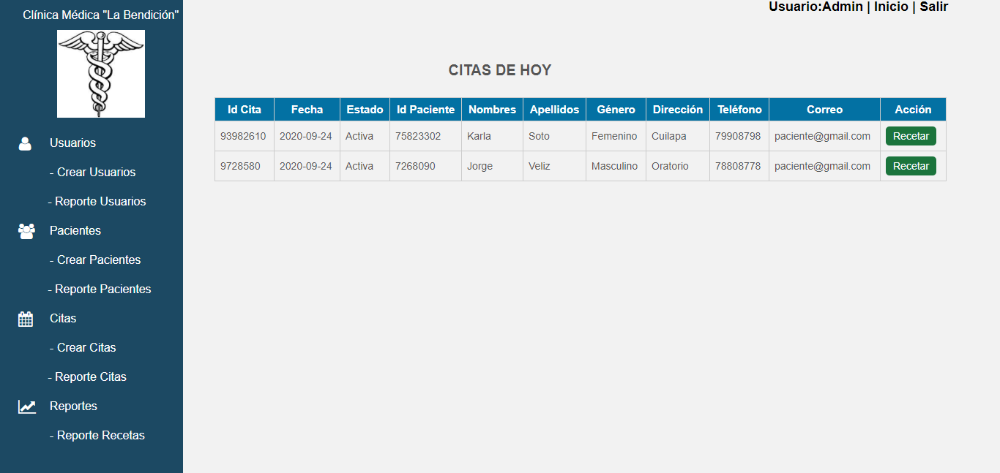 Clínica Médica "La Bendición"
Usuarios
- Crear Usuarios
- Reporte Usuarios
Pacientes
- Crear Pacientes
- Reporte Pacientes
Citas
- Crear Citas
- Reporte Citas
Reportes
- Reporte Recetas
Usuario:Admin | Inicio | Salir
CITAS DE HOY
Id Cita Fecha Estado Id Paciente Nombres Apellidos Género Dirección Teléfono Correo Acción
93982610 2020-09-24 Activa 75823302 Karla Soto Femenino Cuilapa 79908798 paciente@gmail.com Recetar
9728580 2020-09-24 Activa 7268090 Jorge Veliz Masculino Oratorio 78808778 paciente@gmail.com Recetar